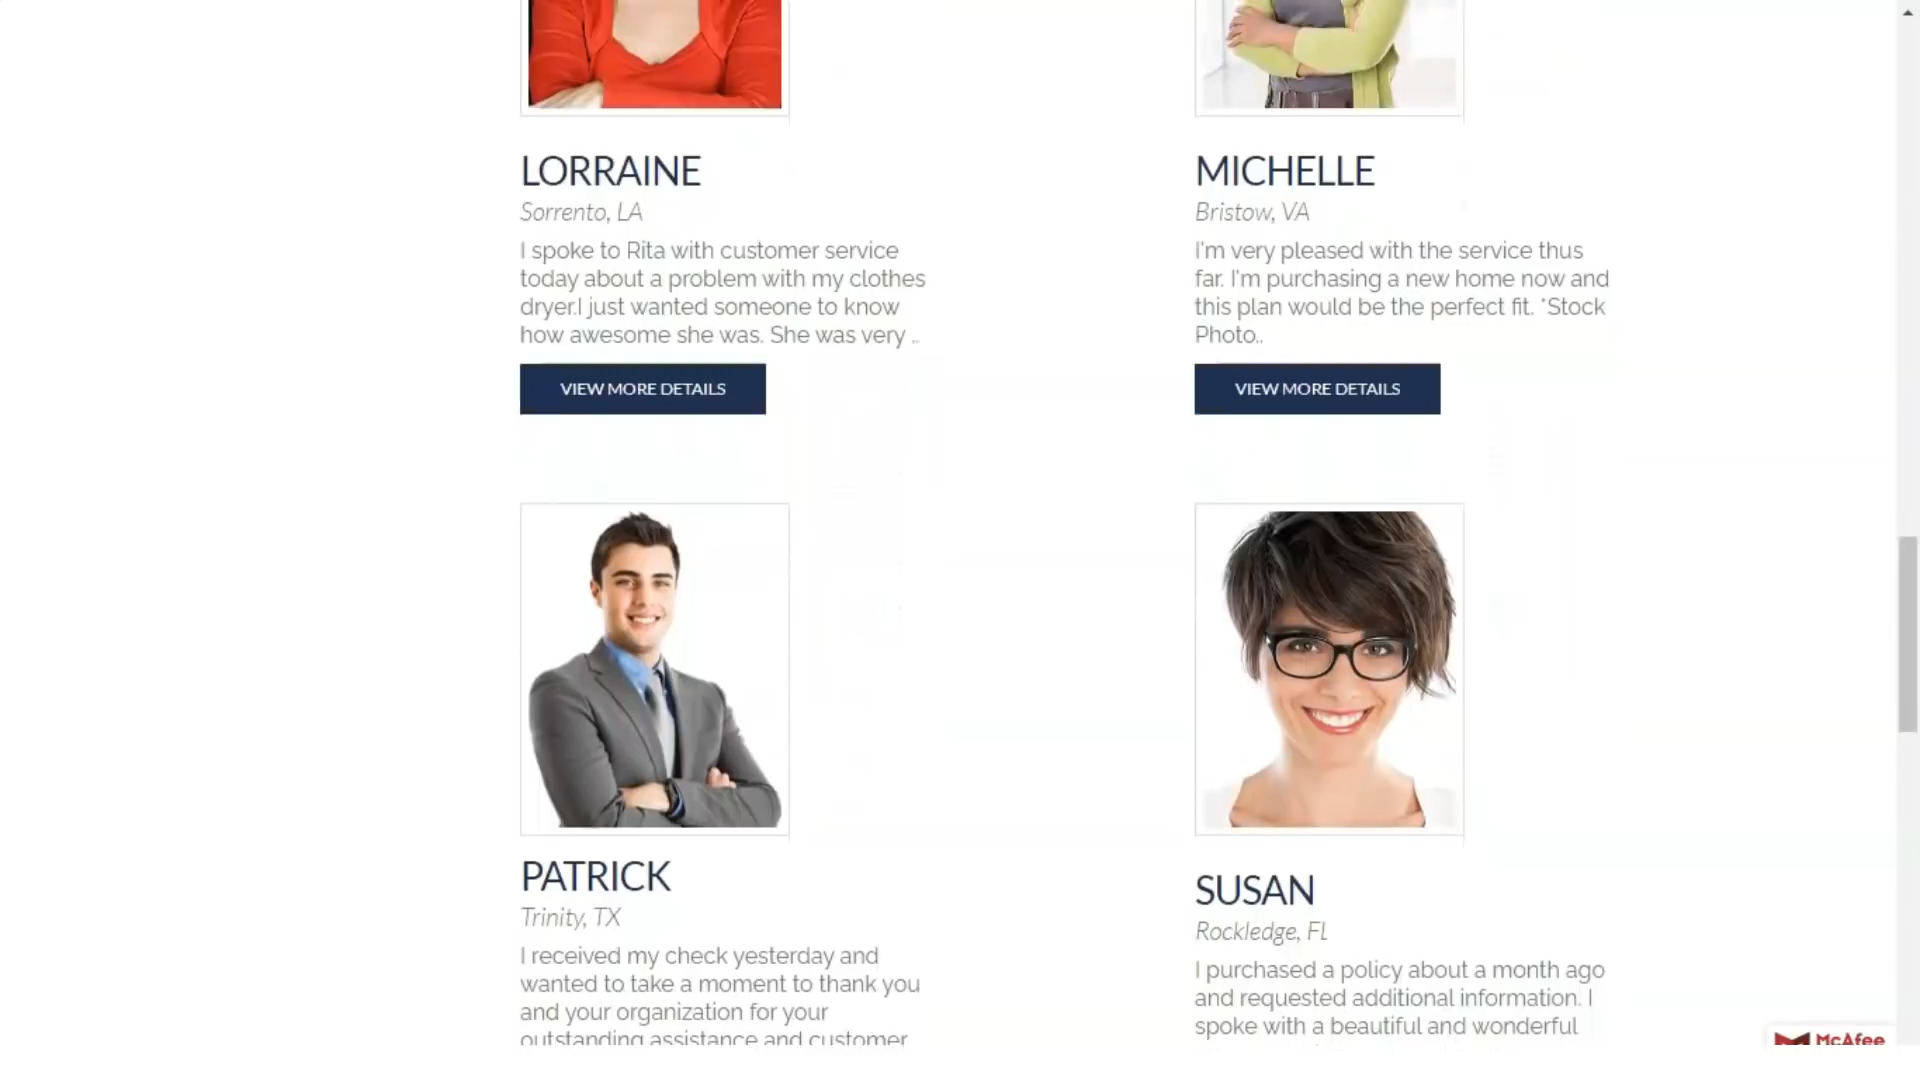 LORRAINE
Sorrento, LA
I spoke to Rita with customer service
today about a problem with my clothes
dryer.I just wanted someone to know
how awesome she was. She was very ..
VIEW MORE DETAILS
MICHELLE
Bristow, VA
I'm very pleased with the service thus
far. I'm purchasing a new home now and
this plan would be the perfect fit. *Stock
Photo..
VIEW MORE DETAILS
PATRICK
Trinity, TX
I received my check yesterday and
wanted to take a moment to thank you
and your organization for your
outstanding assistance and customer
SUSAN
Rockledge, FL
I purchased a policy about a month ago
and requested additional information. I
spoke with a beautiful and wonderful
McAfee